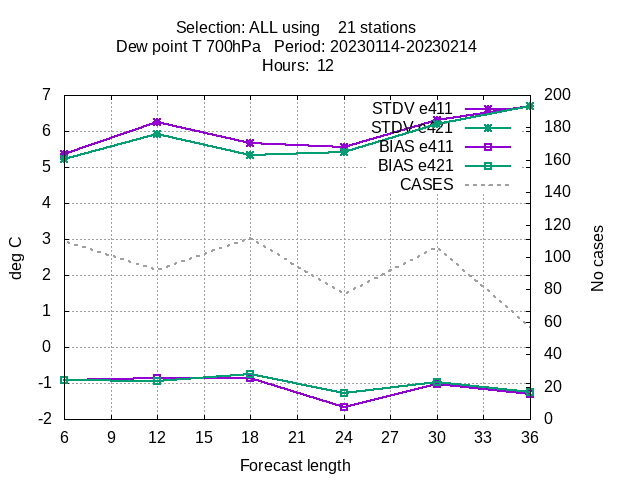 Selection: ALL using    21 stations
Dew point T 700hPa   Period: 20230114-20230214
Hours:  12
STDV e411
STDV e421
BIAS e411
BIAS e421
CASES
7
6
5
4
3
2
1
0
-1
-2
deg C
200
180
160
140
120
100
80
60
40
20
0
No cases
6 9 12 15 18 21 24 27 30 33 36
Forecast length